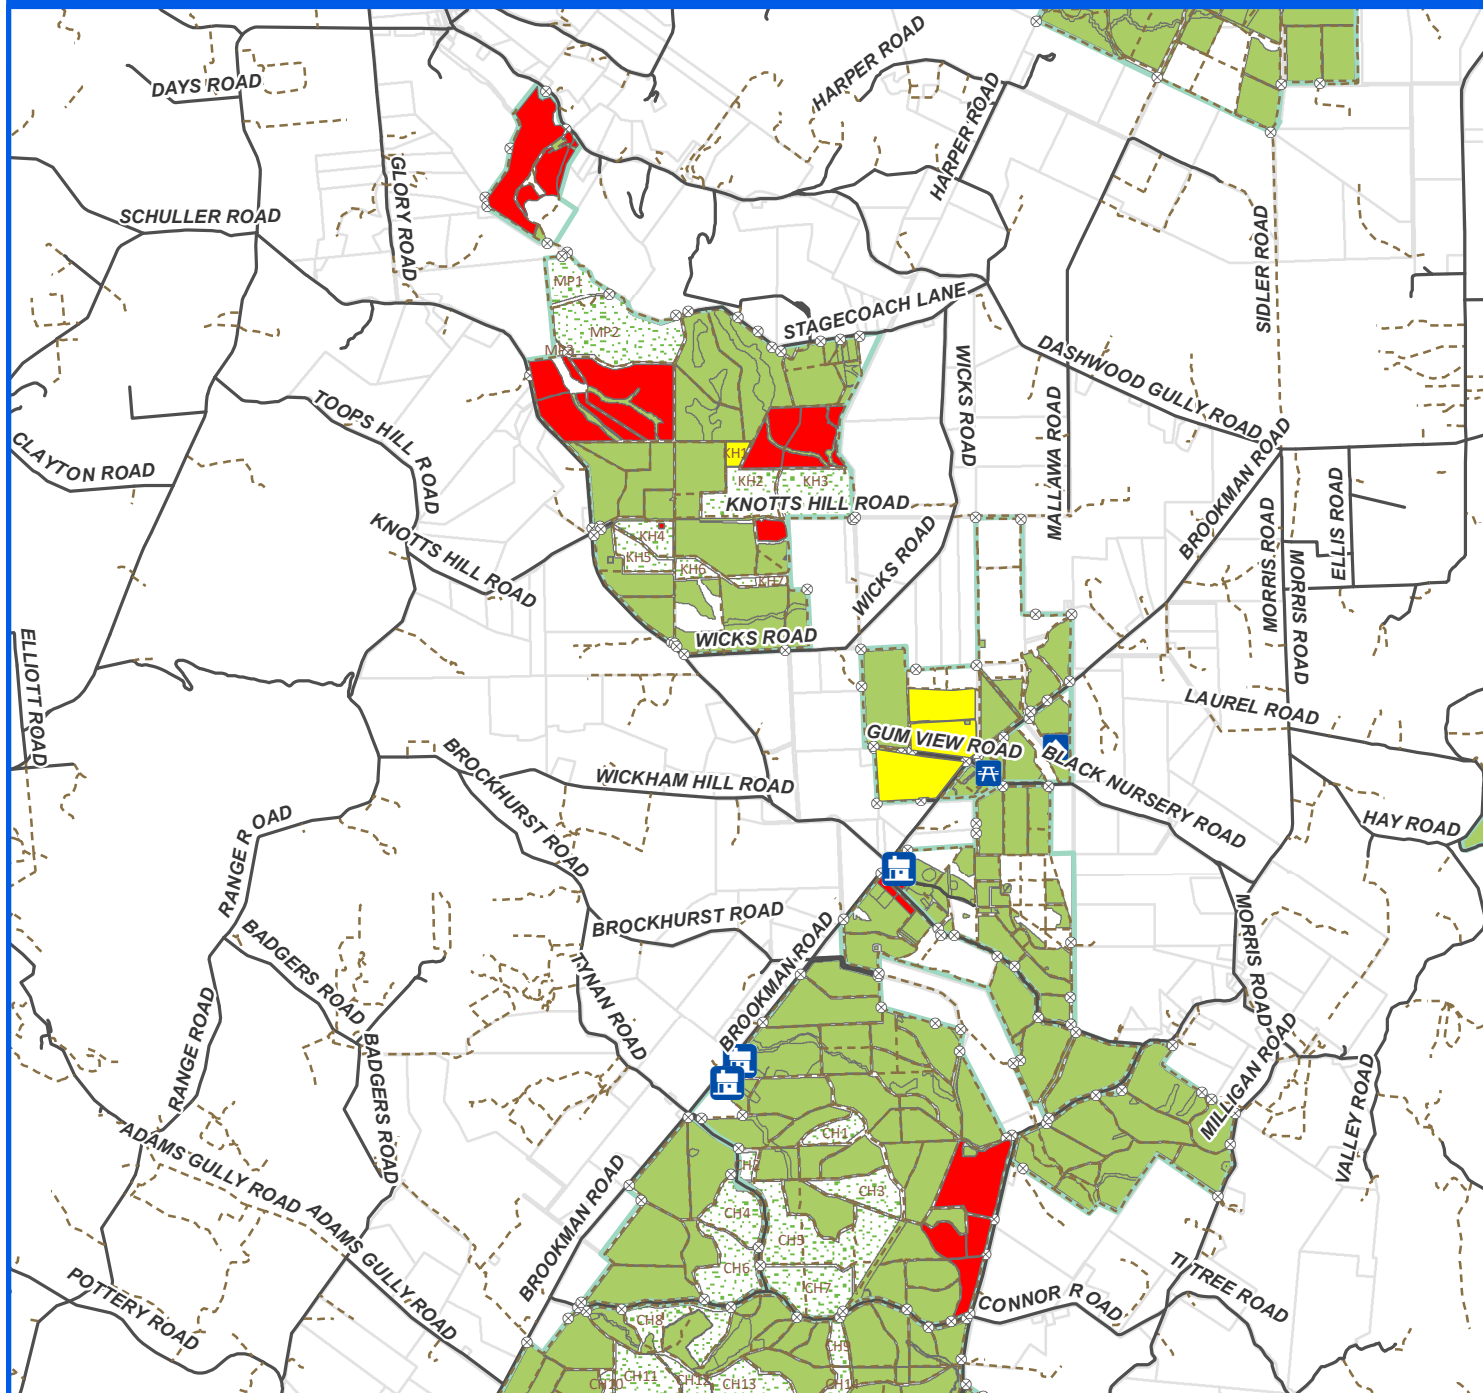 HARPER ROAD
DAYS ROAD
HARPER ROAD
GLORY ROAD
SCHULLER ROAD
SIDLER ROAD
MP1
STAGECOACH LANE
MP2
MP3
WICKS ROAD
DASHWOOD GULLY ROAD
MALLAWA ROAD
TOOPS HILL ROAD
CLAYTON ROAD
KH1
KH2
KH3
BROOKMAN ROAD
KNOTTS HILL ROAD
ELLIS ROAD
MORRIS ROAD
KNOTTS HILL ROAD
KH4
KH5
KH6
KH7
WICKS ROAD
MORRIS ROAD
WICKS ROAD
ELLIOTT ROAD
LAUREL ROAD
GUM VIEW ROAD
BROCKHURST ROAD
WICKHAM HILL ROAD
BLACK NURSERY ROAD
HAY ROAD
RANGE ROAD
BROCKHURST ROAD
BADGERS ROAD
BROOKMAN ROAD
MORRIS ROAD
TYNAN ROAD
RANGE ROAD
BADGERS ROAD
MILLIGAN ROAD
VALLEY ROAD
ADAMS GULLY ROAD
CH1
CH2
CH3
CH4
CH5
CH6
CH7
BROOKMAN ROAD
ADAMS GULLY ROAD
POTTERY ROAD
CONNOR ROAD
TI TREE ROAD
CH8
CH9
CH10
CH11
CH12
CH13
CH14